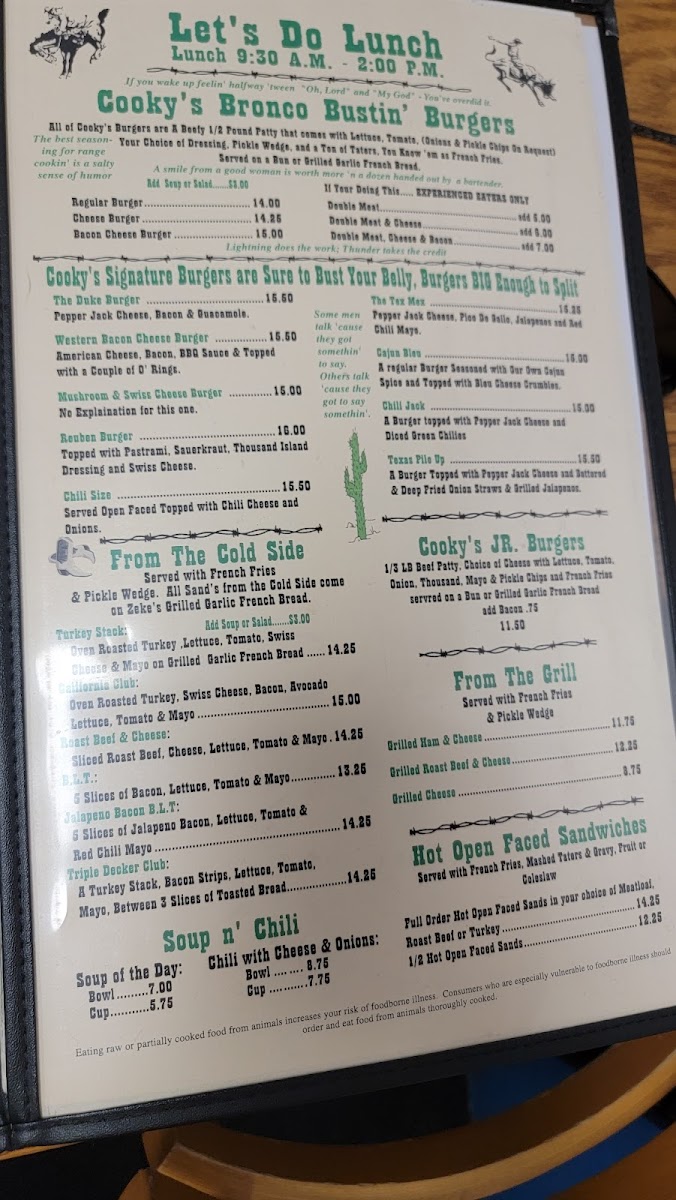 Let's Do Lunch
Lunch 9:30 A.M. - 2:00 P.M.
If you wake up feelin' halfway 'tween "Oh, Lord" and "My God" - You've overdid it.
Cooky's Bronco Bustin' Burgers
All of Cooky's Burgers are A Beefy 1/2 Pound Patty that comes with Lettuce, Tomato, (Onions & Pickle Chips On Request)
Your Choice of Dressing, Pickle Wedge, and a Ton of Taters, You Know 'em as French Fries.
Served on a Bun or Grilled Garlic French Bread.
The best season-
ing for range
cookin' is a salty
sense of humor
A smile from a good woman is worth more 'n a dozen handed out by a bartender.
Add Soup or Salad.......$3.00
Regular Burger 14.00
Cheese Burger 14.25
Bacon Cheese Burger 15.00
If Your Doing This..... EXPERIENCED EATERS ONLY
Double Meat add 5.00
Double Meat & Cheese add 5.00
Double Meat, Cheese & Bacon add 7.00
Lightning does the work; Thunder takes the credit
Cooky's Signature Burgers are Sure to Bust Your Belly, Burgers BIG Enough to Split
The Duke Burger 15.50
Pepper Jack Cheese, Bacon & Guacamole.
Western Bacon Cheese Burger 15.50
American Cheese, Bacon, BBQ Sauce & Topped
with a Couple of O' Rings.
Mushroom & Swiss Cheese Burger 15.00
No Explaination for this one.
Reuben Burger 16.00
Topped with Pastrami, Sauerkraut, Thousand Island
Dressing and Swiss Cheese.
Chili Size 15.50
Served Open Faced Topped with Chili Cheese and
Onions.
Some men
talk 'cause
they got
somethin'
to say.
Others talk
'cause they
got to say
somethin'.
The Tex Mex 15.25
Pepper Jack Cheese, Pico De Gallo, Jalapenos and Red
Chili Mayo.
Cajun Bleu 15.00
A regular Burger Seasoned with Our Own Cajun
Spice and Topped with Bleu Cheese Crumbles.
Chili Jack 15.00
A Burger topped with Pepper Jack Cheese and
Diced Green Chilies
Texas Pile Up 15.50
A Burger Topped with Pepper Jack Cheese and Battered
& Deep Fried Onion Straws & Grilled Jalapenos.
From The Cold Side
Served with French Fries
& Pickle Wedge. All Sand's from the Cold Side come
on Zeke's Grilled Garlic French Bread.
Add Soup or Salad.......$3.00
Turkey Stack:
Oven Roasted Turkey ,Lettuce, Tomato, Swiss
Cheese & Mayo on Grilled Garlic French Bread ...... 14.25
California Club:
Oven Roasted Turkey, Swiss Cheese, Bacon, Avocado
Lettuce, Tomato & Mayo 15.00
Roast Beef & Cheese:
Sliced Roast Beef, Cheese, Lettuce, Tomato & Mayo . 14.25
B.L.T.:
5 Slices of Bacon, Lettuce, Tomato & Mayo 13.25
Jalapeno Bacon B.L.T:
5 Slices of Jalapeno Bacon, Lettuce, Tomato &
Red Chili Mayo 14.25
Triple Decker Club:
A Turkey Stack, Bacon Strips, Lettuce, Tomato,
Mayo, Between 3 Slices of Toasted Bread 14.25
Soup n' Chili
Soup of the Day:
Bowl.........7.00
Cup............5.75
Chili with Cheese & Onions:
Bowl ........ 8.75
Cup ...........7.75
Cooky's JR. Burgers
1/3 LB Beef Patty, Choice of Cheese with Lettuce, Tomato,
Onion, Thousand, Mayo & Pickle Chips and French Fries
servred on a Bun or Grilled Garlic French Bread
add Bacon .75
11.50
From The Grill
Served with French Fries
& Pickle Wedge
Grilled Ham & Cheese 11.75
Grilled Roast Beef & Cheese 12.25
Grilled Cheese 8.75
Hot Open Faced Sandwiches
Served with French Fries, Mashed Taters & Gravy, Fruit or
Coleslaw
Full Order Hot Open Faced Sands in your choice of Meatloaf,
Roast Beef or Turkey 14.25
1/2 Hot Open Faced Sands 12.25
Eating raw or partially cooked food from animals increases your risk of foodborne illness. Consumers who are especially vulnerable to foodborne illness should
order and eat food from animals thoroughly cooked.